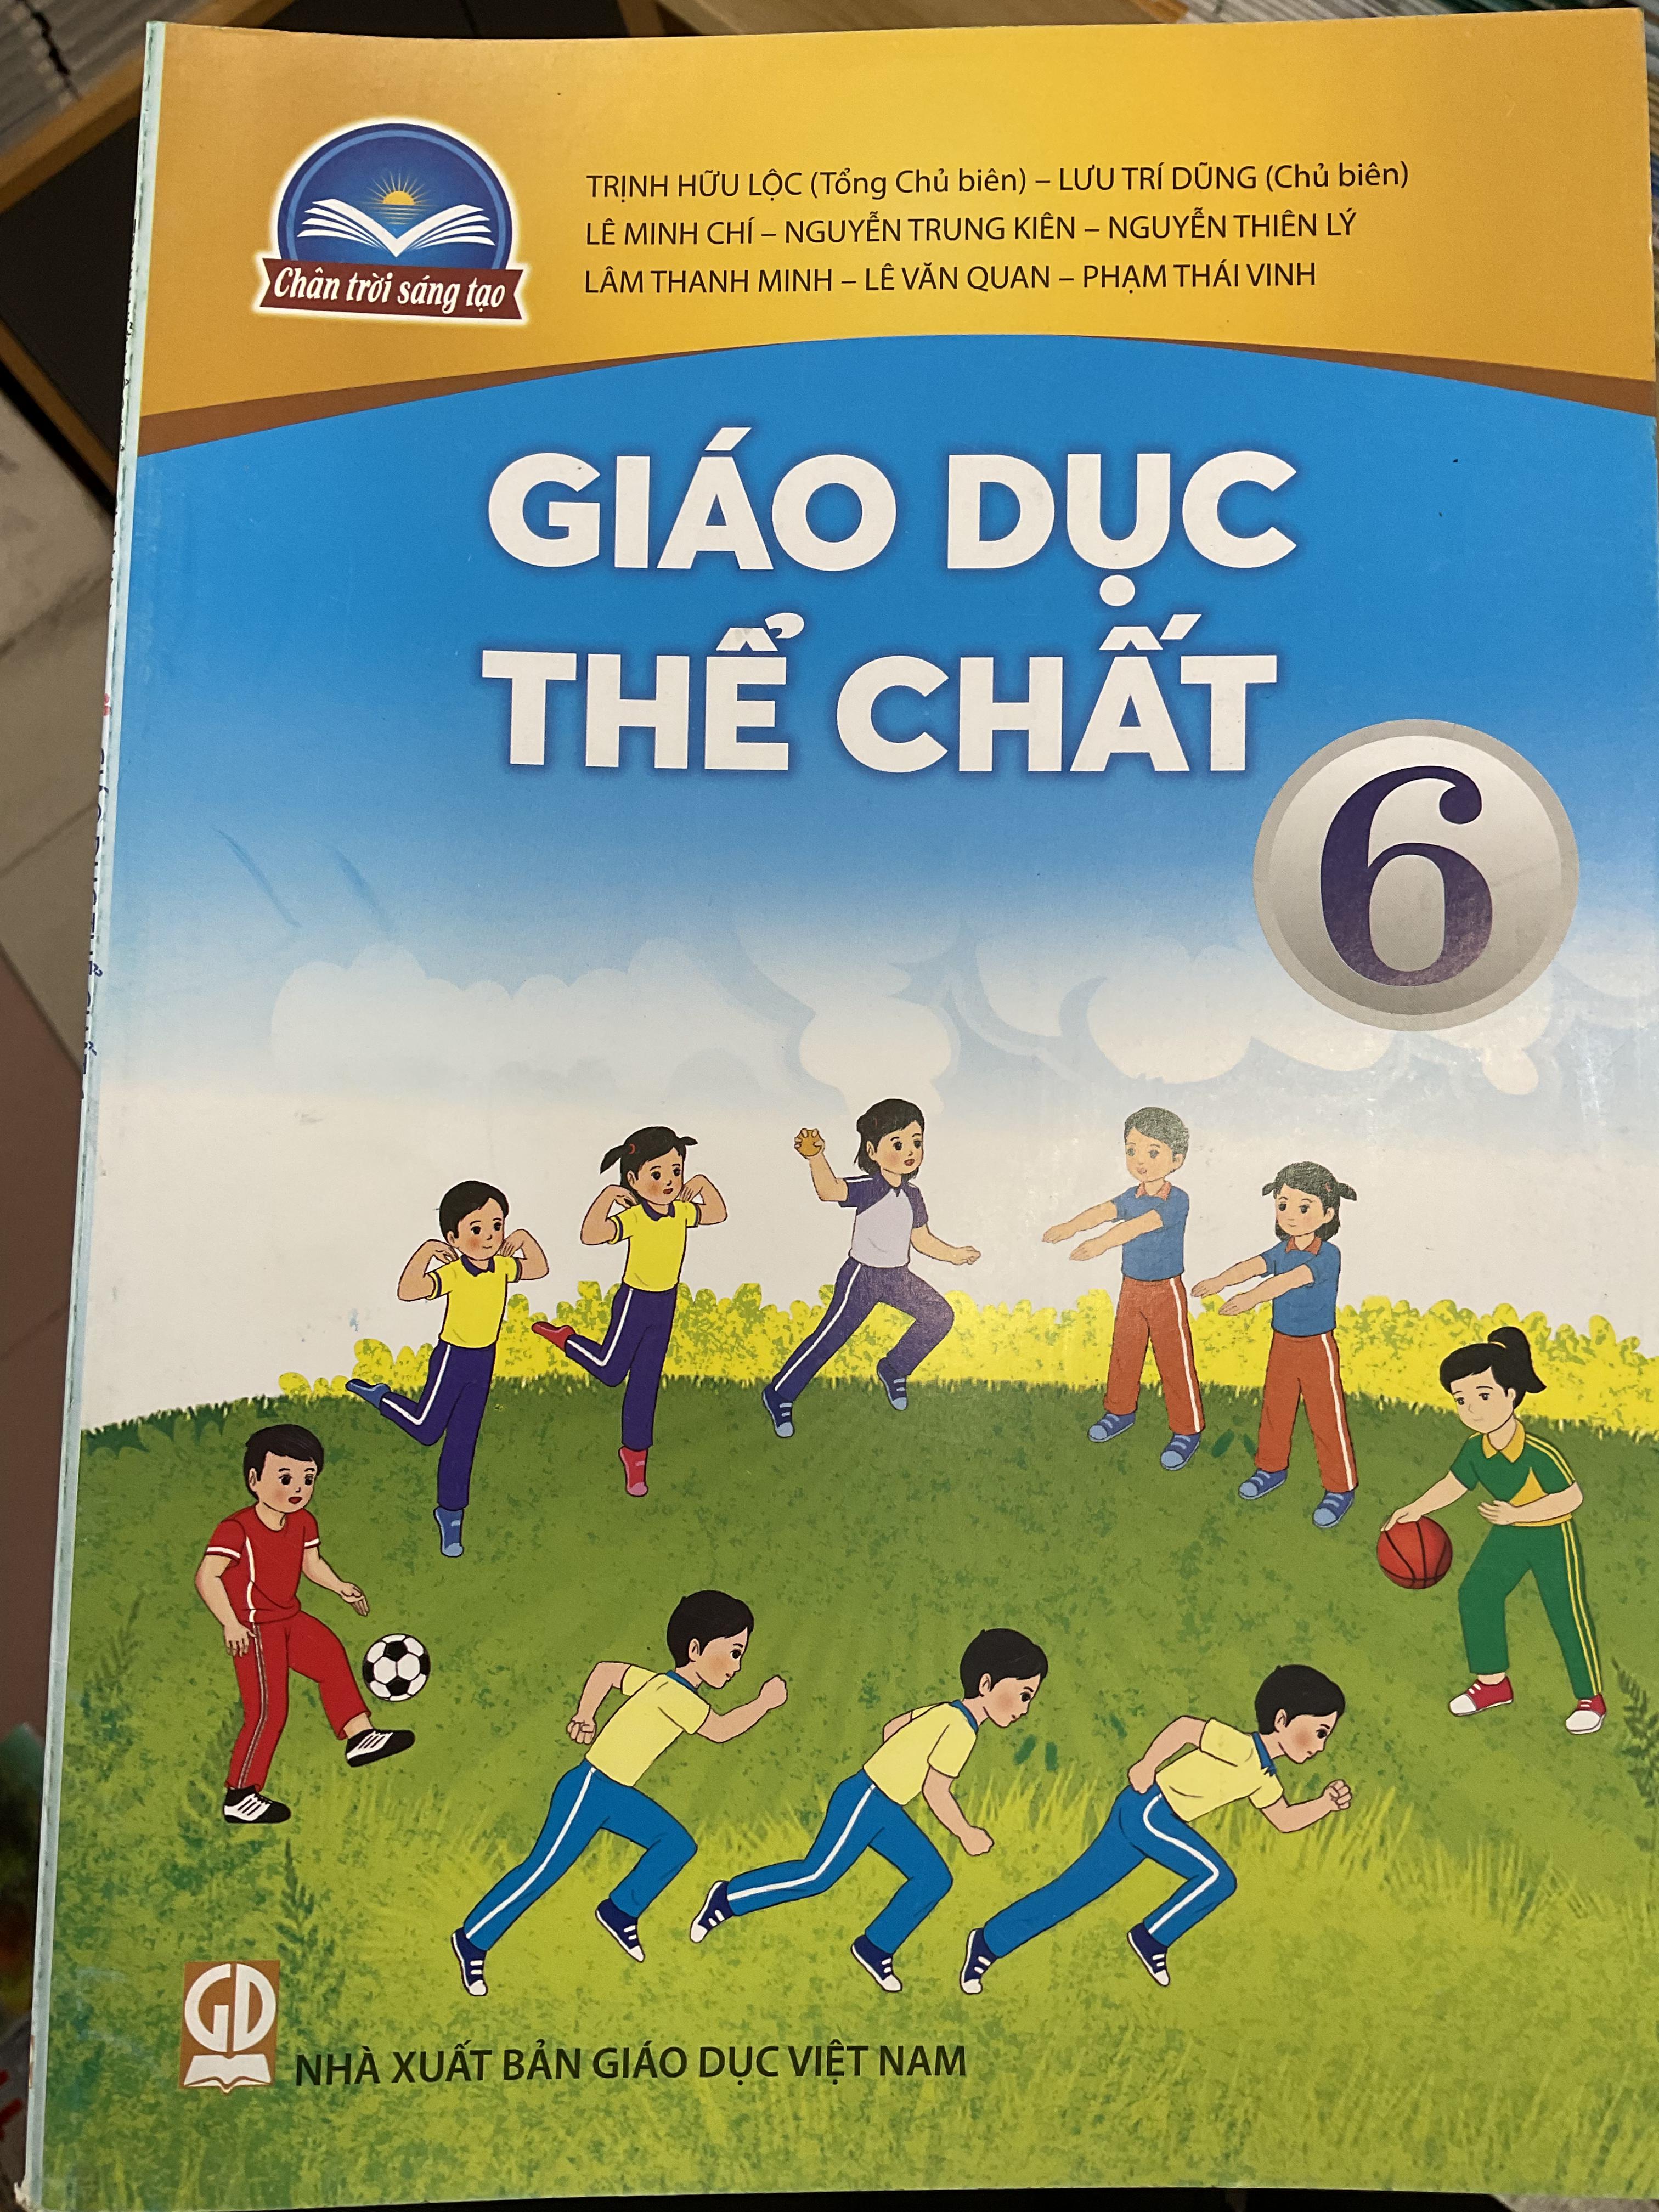 Chân trời sáng tạo
TRỊNH HỮU LỘC (Tổng Chủ biên) – LƯU TRÍ DŨNG (Chủ biên)
LÊ MINH CHÍ – NGUYỄN TRUNG KIÊN – NGUYỄN THIÊN LÝ
LÂM THANH MINH – LÊ VĂN QUAN – PHẠM THÁI VINH
GIÁO DỤC
THỂ CHẤT
6
GD
NHÀ XUẤT BẢN GIÁO DỤC VIỆT NAM